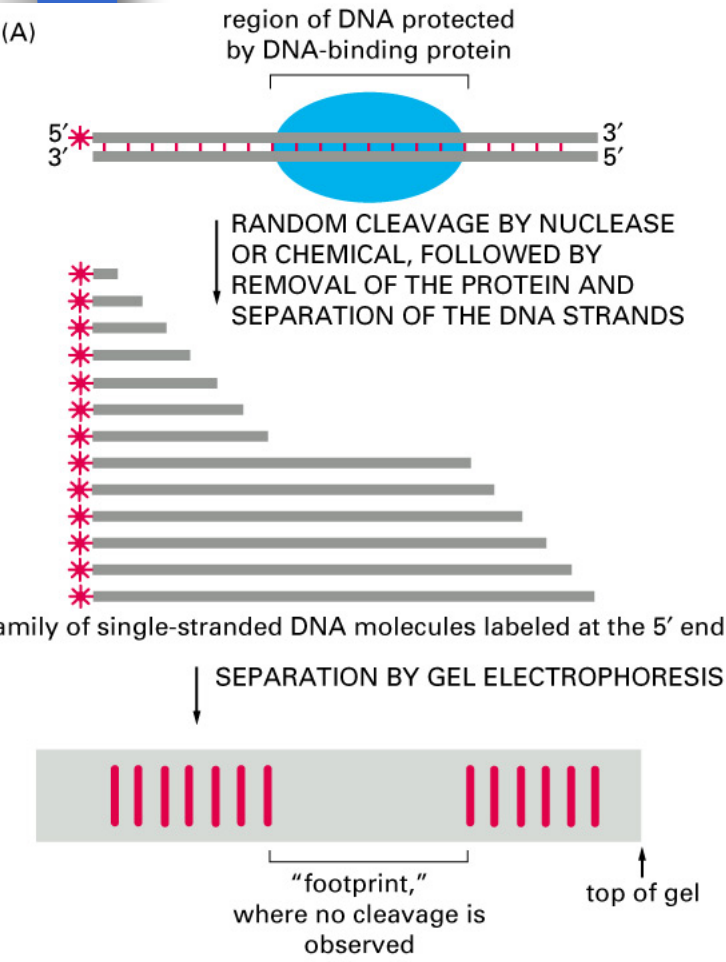 (A)
region of DNA protected
by DNA-binding protein
5′ 3′
3′ 5′
RANDOM CLEAVAGE BY NUCLEASE
OR CHEMICAL, FOLLOWED BY
REMOVAL OF THE PROTEIN AND
SEPARATION OF THE DNA STRANDS
amily of single-stranded DNA molecules labeled at the 5′ end
SEPARATION BY GEL ELECTROPHORESIS
“footprint,”
where no cleavage is
observed
top of gel